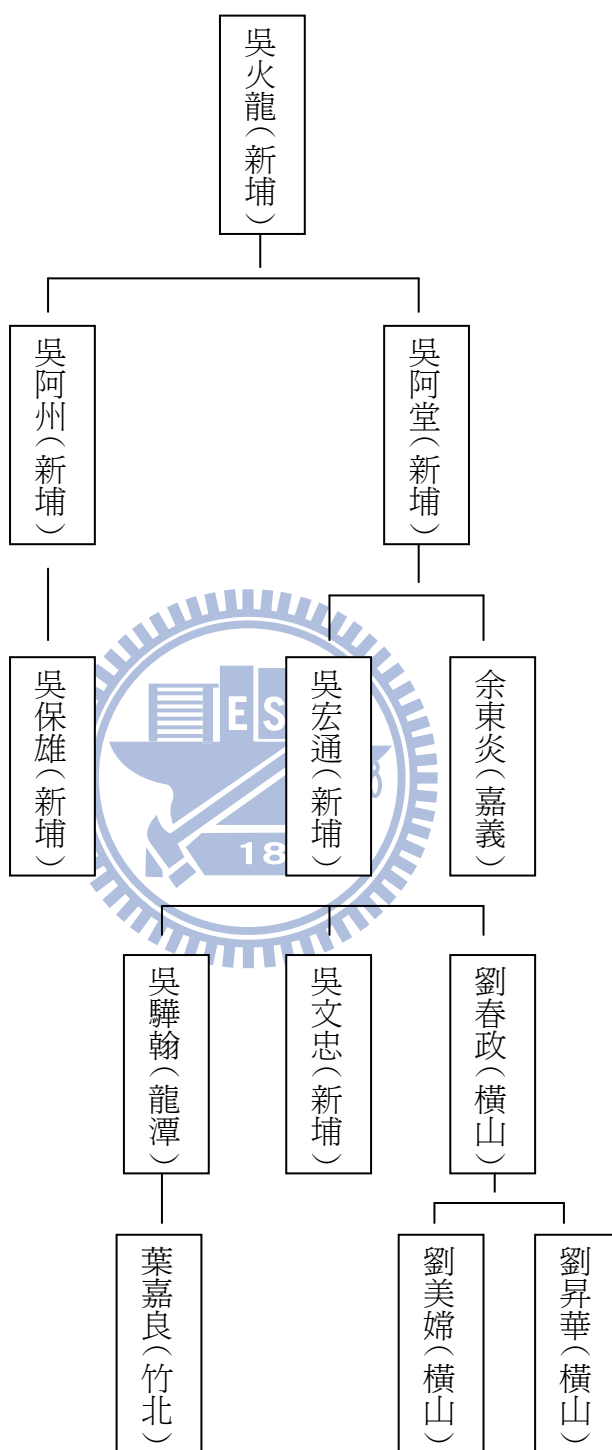 吳火龍（新埔）
吳阿堂（新埔）
吳阿州（新埔）
余東炎（嘉義）
吳宏通（新埔）
吳保雄（新埔）
ES
18
劉春政（橫山）
吳文忠（新埔）
吳驊翰（龍潭）
劉昇華（橫山）
劉美嫦（橫山）
葉嘉良（竹北）